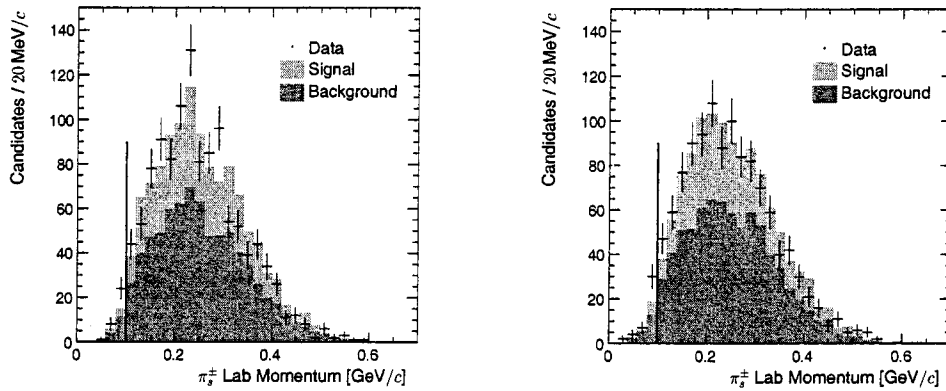 Candidates / 20 MeV/c
140
120
100
80
60
40
20
0
Data
Signal
Background
0
0.2
0.4
0.6
π_s^± Lab Momentum [GeV/c]
Candidates / 20 MeV/c
140
120
100
80
60
40
20
0
Data
Signal
Background
0
0.2
0.4
0.6
π_s^± Lab Momentum [GeV/c]